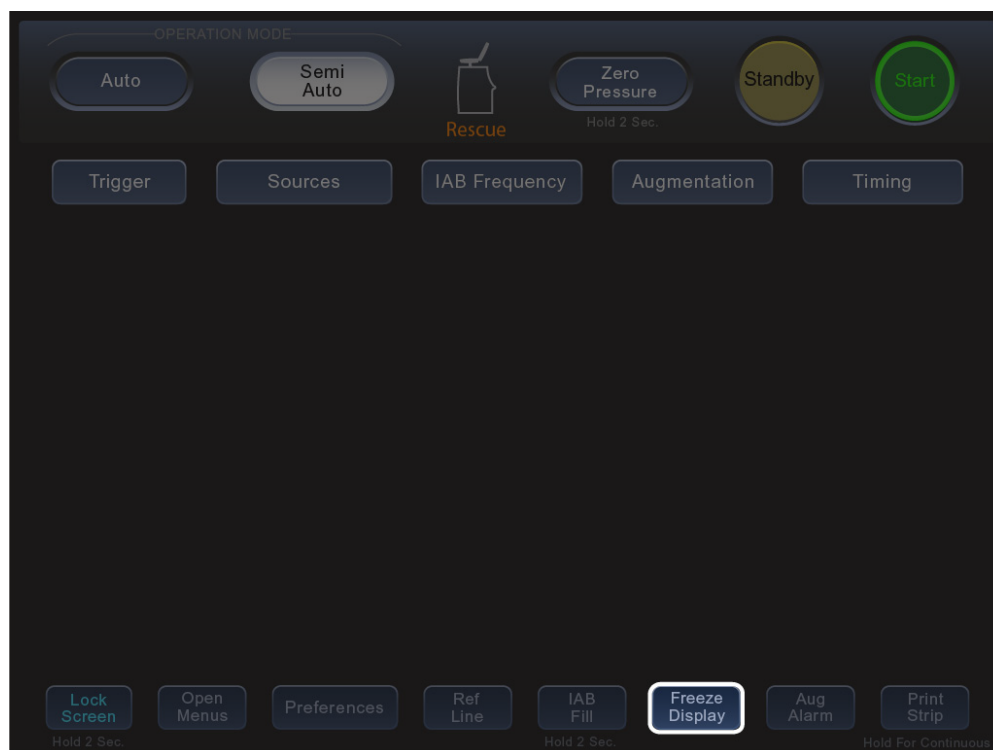 OPERATION MODE
Auto
Semi
Auto
Rescue
Zero
Pressure
Hold 2 Sec.
Standby
Start
Trigger
Sources
IAB Frequency
Augmentation
Timing
Lock
Screen
Hold 2 Sec.
Open
Menus
Preferences
Ref
Line
IAB
Fill
Hold 2 Sec.
Freeze
Display
Aug
Alarm
Print
Strip
Hold For Continuous